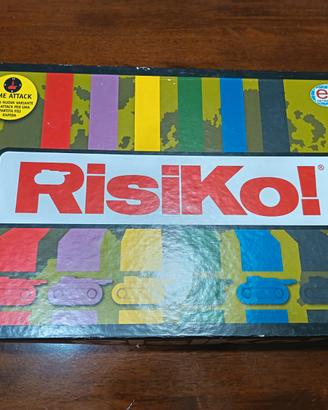 ME ATTACK
NUOVA VARIANTE
ATTACK PER UNA
PARTITA PIÙ
RAPIDA
RisiKo!®